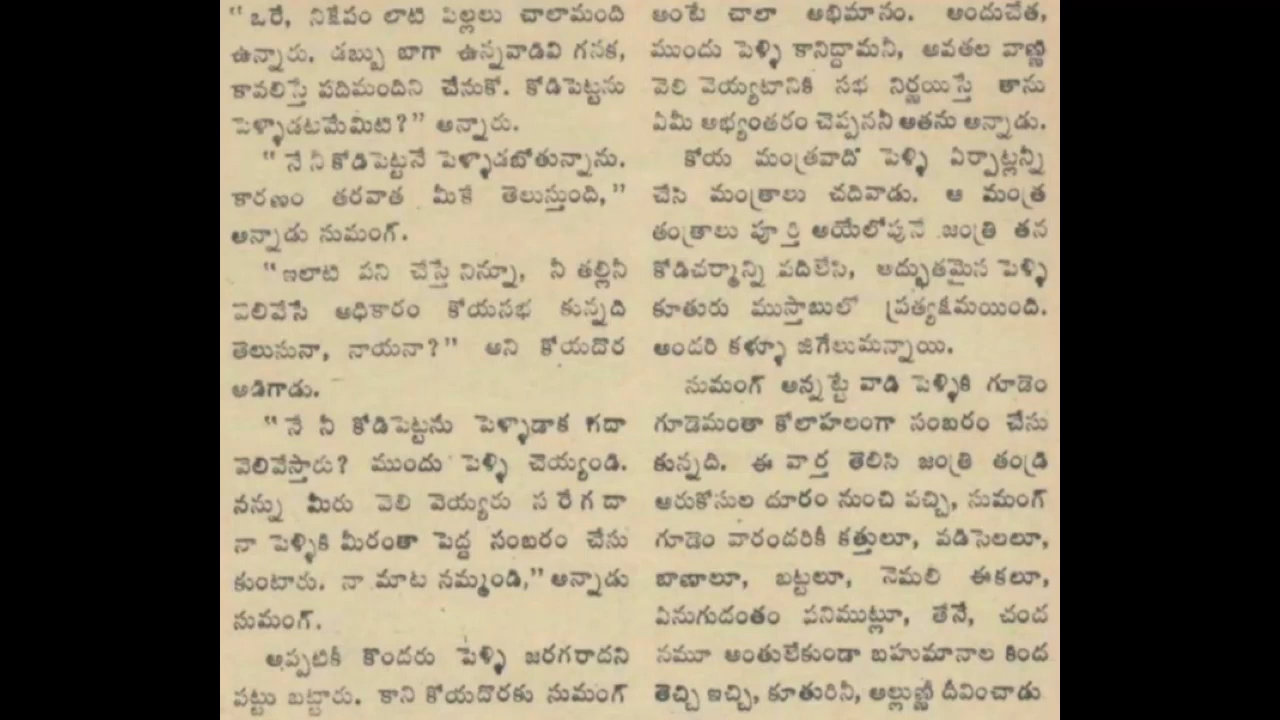 "ఒరే, నిక్షేపం లాటి పిల్లలు చాలామంది
ఉన్నారు. డబ్బు బాగా ఉన్నవాడివి గనక,
కావలిస్తే పదిమందిని చేసుకో. కోడిపెట్టను
పెళ్ళాడటమేమిటి?" అన్నారు.
"నే నీ కోడిపెట్టనే పెళ్ళాడబోతున్నాను.
కారణం తరవాత మీకే తెలుస్తుంది,"
అన్నాడు సుమంగ్.
"ఇలాటి పని చేస్తే నిన్నూ, నీ తల్లినీ
వెలివేసే అధికారం కోయసభ కున్నది
తెలుసునా, నాయనా?" అని కోయదొర
అడిగాడు.
"నే నీ కోడిపెట్టను పెళ్ళాడాక గదా
వెలివేస్తారు? ముందు పెళ్ళి చెయ్యండి.
నన్ను మీరు వెలి వెయ్యరు సరేగదా
నా పెళ్ళికి మీరంతా పెద్ద సంబరం చేసు
కుంటారు. నా మాట నమ్మండి," అన్నాడు
సుమంగ్.
అప్పటికీ కొందరు పెళ్ళి జరగరాదని
పట్టు బట్టారు. కాని కోయదొరకు సుమంగ్
అంటే చాలా అభిమానం. అందుచేత,
ముందు పెళ్ళి కానిద్దామనీ, అవతల వాణ్ణి
వెలి వెయ్యటానికి సభ నిర్ణయిస్తే తాను
ఏమీ అభ్యంతరం చెప్పననీ అతను అన్నాడు.
కోయ మంత్రవాది పెళ్ళి ఏర్పాట్లన్నీ
చేసి మంత్రాలు చదివాడు. ఆ మంత్ర
తంత్రాలు పూర్తి అయేలోపునే జంత్రి తన
కోడిచర్మాన్ని వదిలేసి, అద్భుతమైన పెళ్ళి
కూతురు ముస్తాబులో ప్రత్యక్షమయింది.
అందరి కళ్ళూ జిగేలుమన్నాయి.
సుమంగ్ అన్నట్టే వాడి పెళ్ళికి గూడెం
గూడెమంతా కోలాహలంగా సంబరం చేసు
కున్నది. ఈ వార్త తెలిసి జంత్రి తండ్రి
ఆరుకోసుల దూరం నుంచి వచ్చి, సుమంగ్
గూడెం వారందరికీ కత్తులూ, వడిసెలలూ,
బాణాలూ, బట్టలూ, నెమలి ఈకలూ,
ఏనుగుదంతం పనిముట్లూ, తేనే, చంద
నమూ అంతులేకుండా బహుమానాల కింద
తెచ్చి ఇచ్చి, కూతురినీ, అల్లుణ్ణీ దీవించాడు